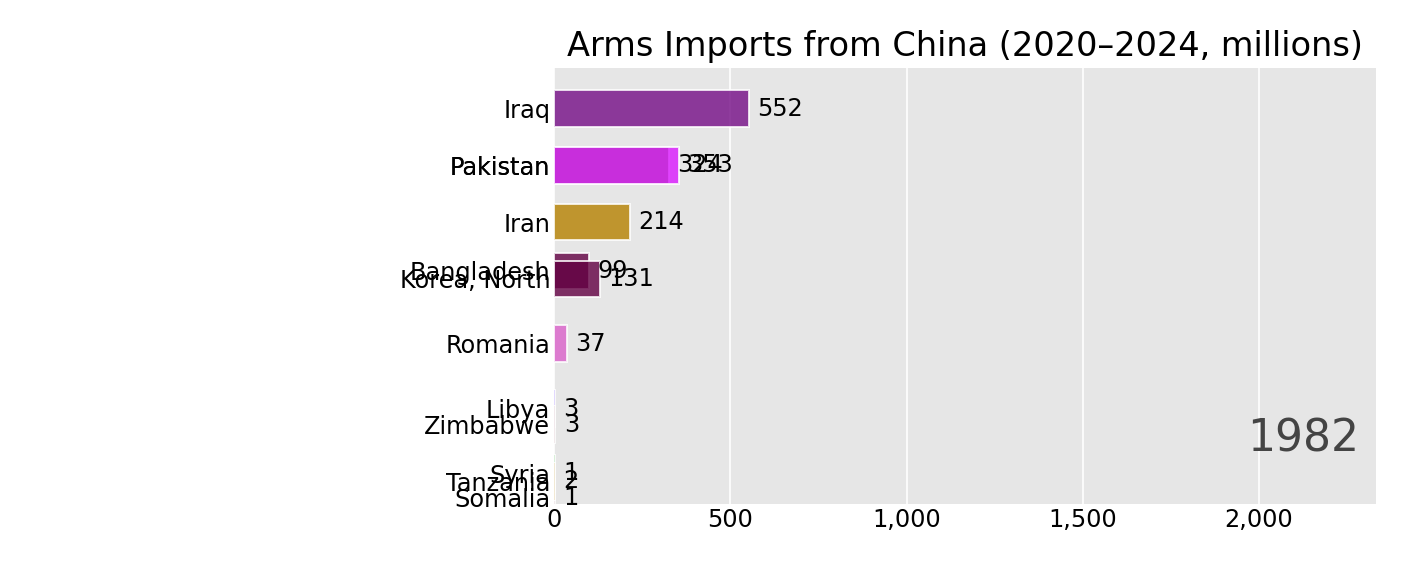 Arms Imports from China (2020–2024, millions)
Iraq 552
Pakistan 324 353
Iran 214
Bangladesh 99
Korea, North 131
Romania 37
Libya 3
Zimbabwe 3
1982
Syria 1
Tanzania 2
Somalia 1
0 500 1,000 1,500 2,000